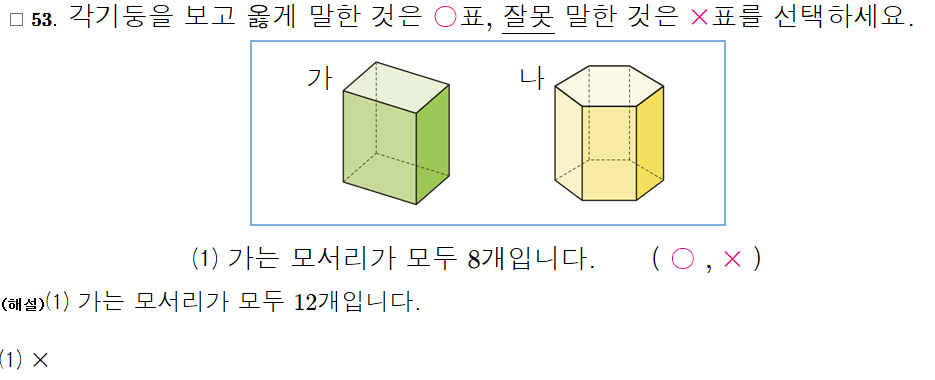 □ 53. 각기둥을 보고 옳게 말한 것은 ○표, 잘못 말한 것은 ×표를 선택하세요.
가 나
(1) 가는 모서리가 모두 8개입니다. ( ○ , × )
(해설)(1) 가는 모서리가 모두 12개입니다.
(1) ×